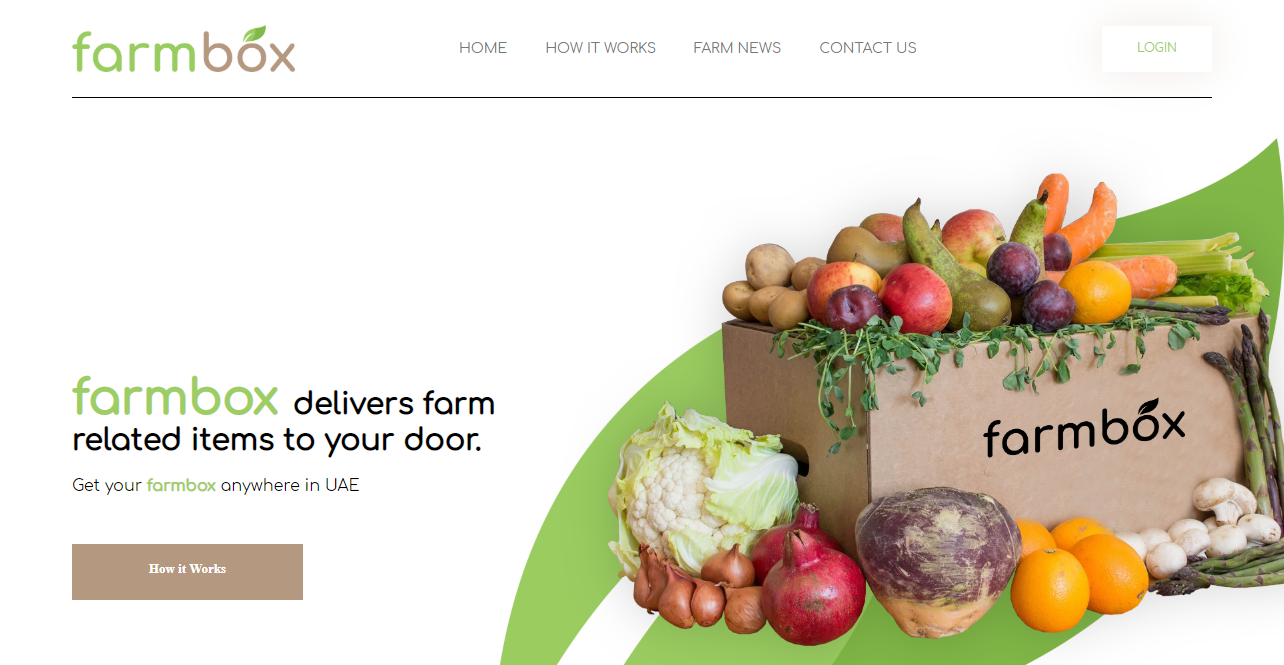 farmbox
HOME
HOW IT WORKS
FARM NEWS
CONTACT US
LOGIN
farmbox delivers farm
related items to your door.
Get your farmbox anywhere in UAE
How it Works
farmbox